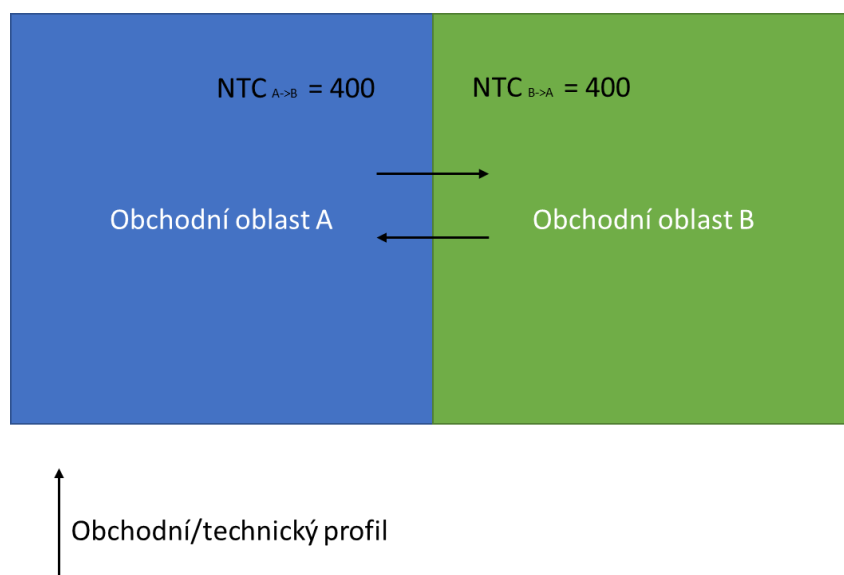 NTC A->B = 400 NTC B->A = 400
Obchodní oblast A Obchodní oblast B
Obchodní/technický profil